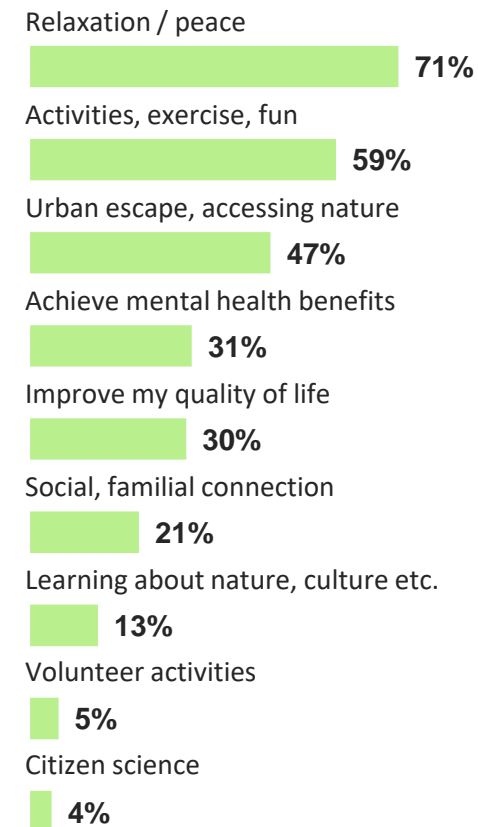 Relaxation / peace
71%
Activities, exercise, fun
59%
Urban escape, accessing nature
47%
Achieve mental health benefits
31%
Improve my quality of life
30%
Social, familial connection
21%
Learning about nature, culture etc.
13%
Volunteer activities
5%
Citizen science
4%